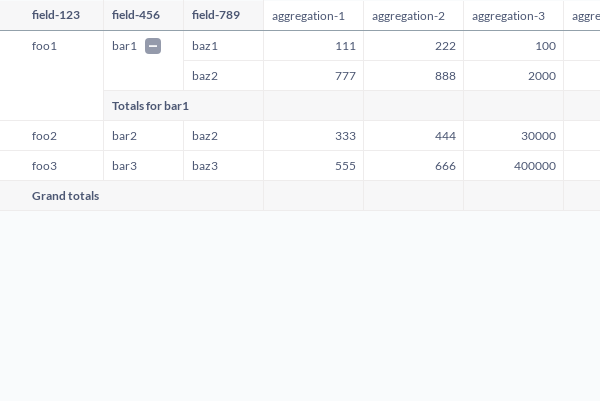 field-123 field-456 field-789 aggregation-1 aggregation-2 aggregation-3 aggre
foo1 bar1 baz1 111 222 100
baz2 777 888 2000
Totals for bar1
foo2 bar2 baz2 333 444 30000
foo3 bar3 baz3 555 666 400000
Grand totals